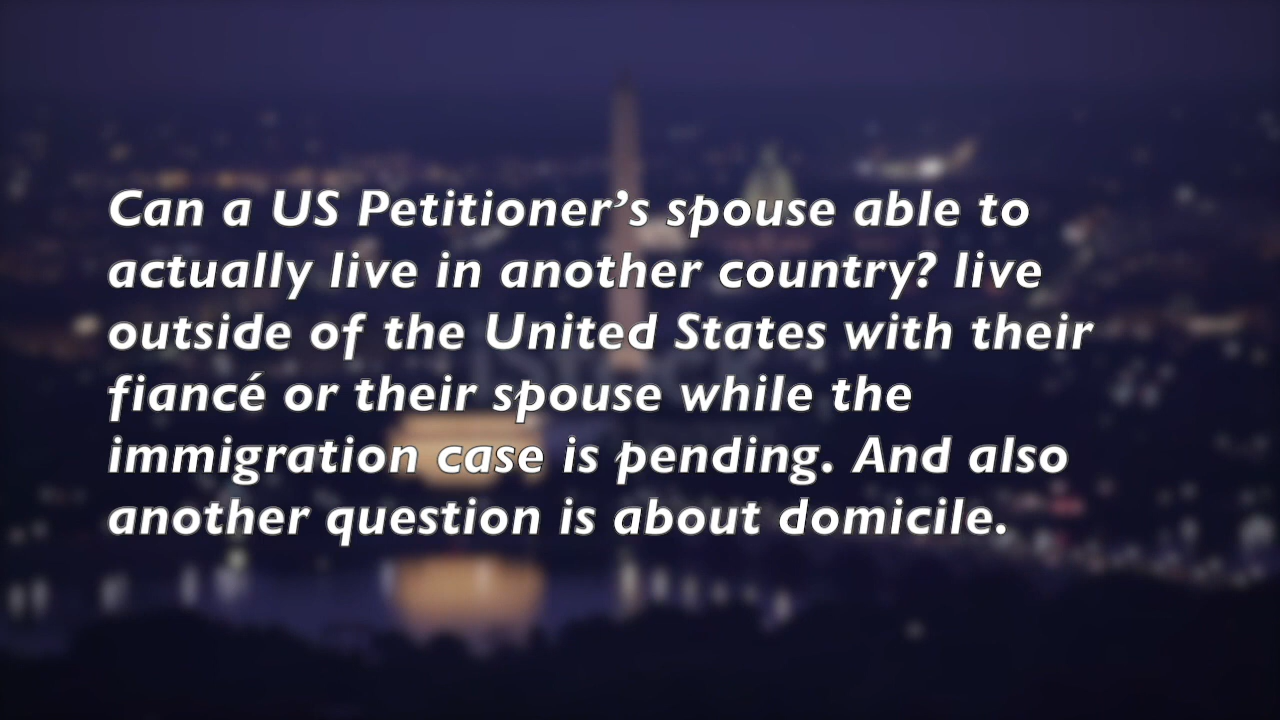 Can a US Petitioner’s spouse able to
actually live in another country? live
outside of the United States with their
fiancé or their spouse while the
immigration case is pending. And also
another question is about domicile.